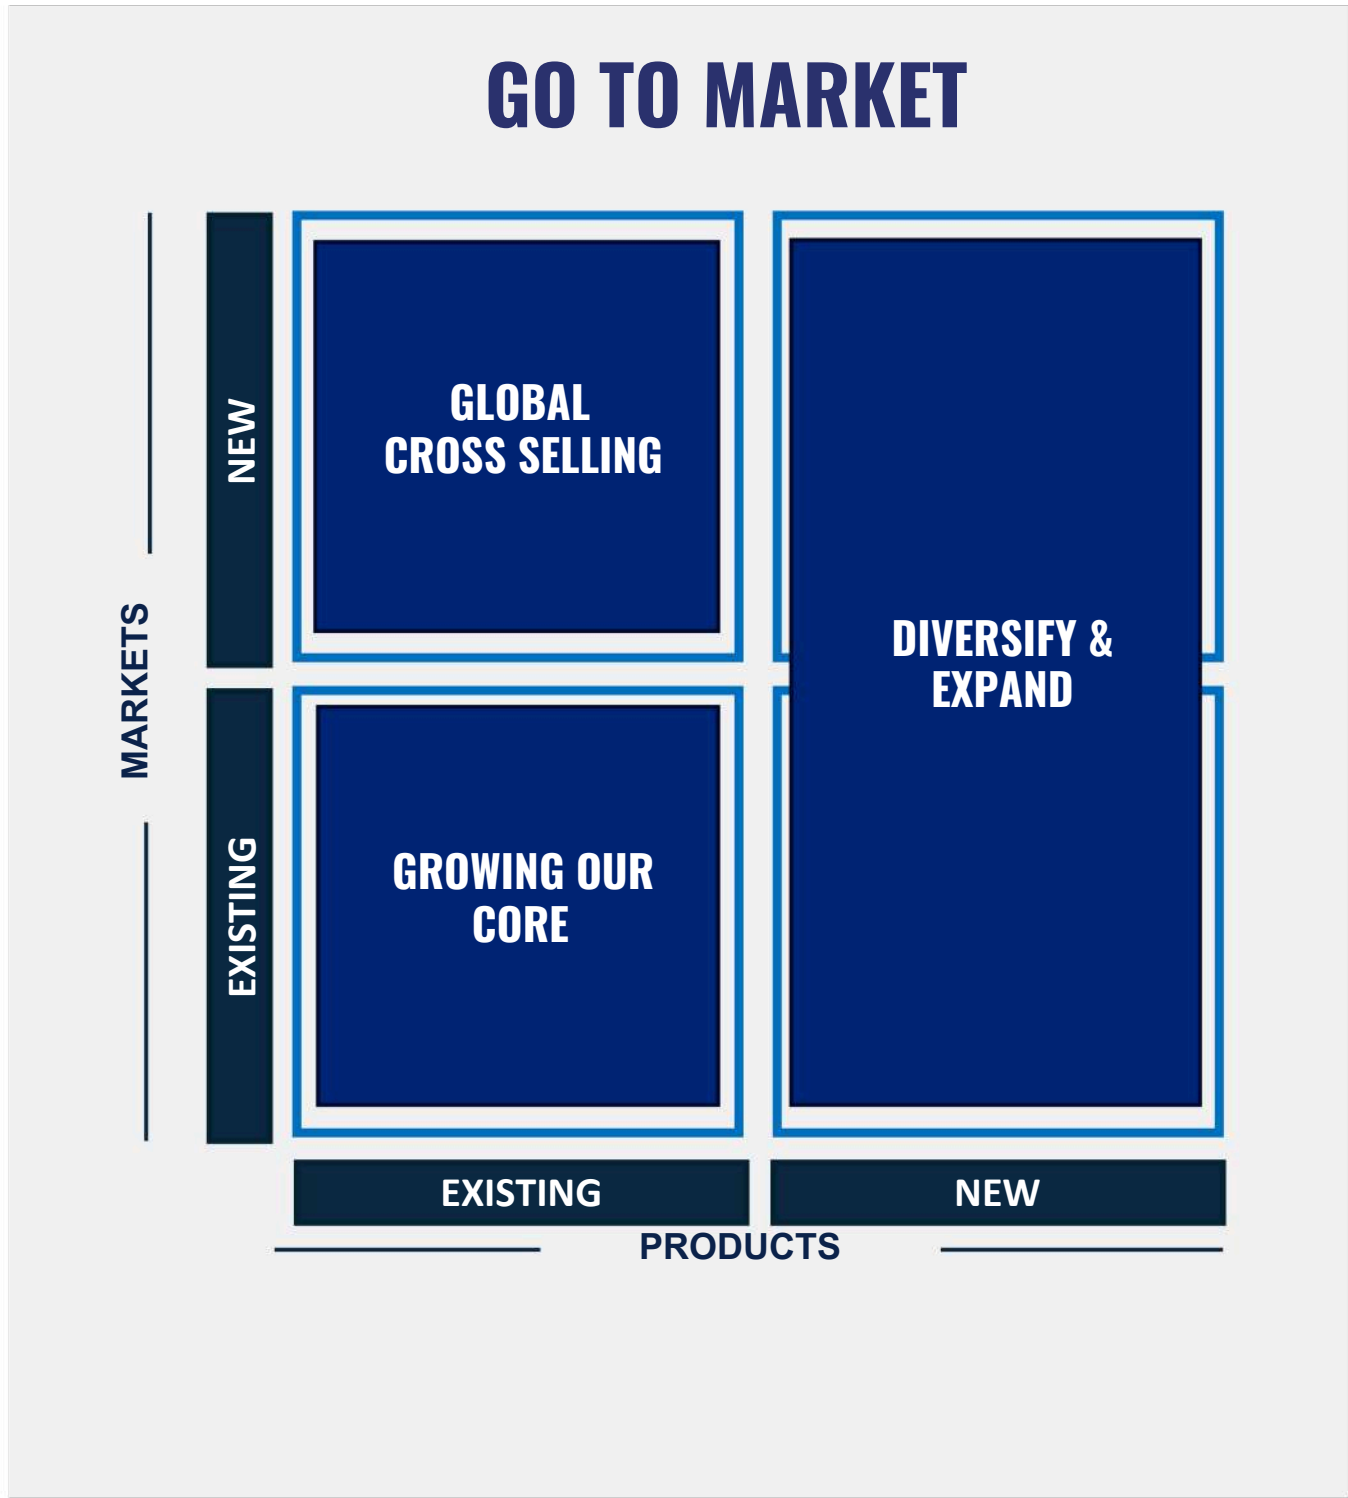 GO TO MARKET
MARKETS
NEW
GLOBAL
CROSS SELLING
DIVERSIFY &
EXPAND
EXISTING
GROWING OUR
CORE
EXISTING
NEW
PRODUCTS